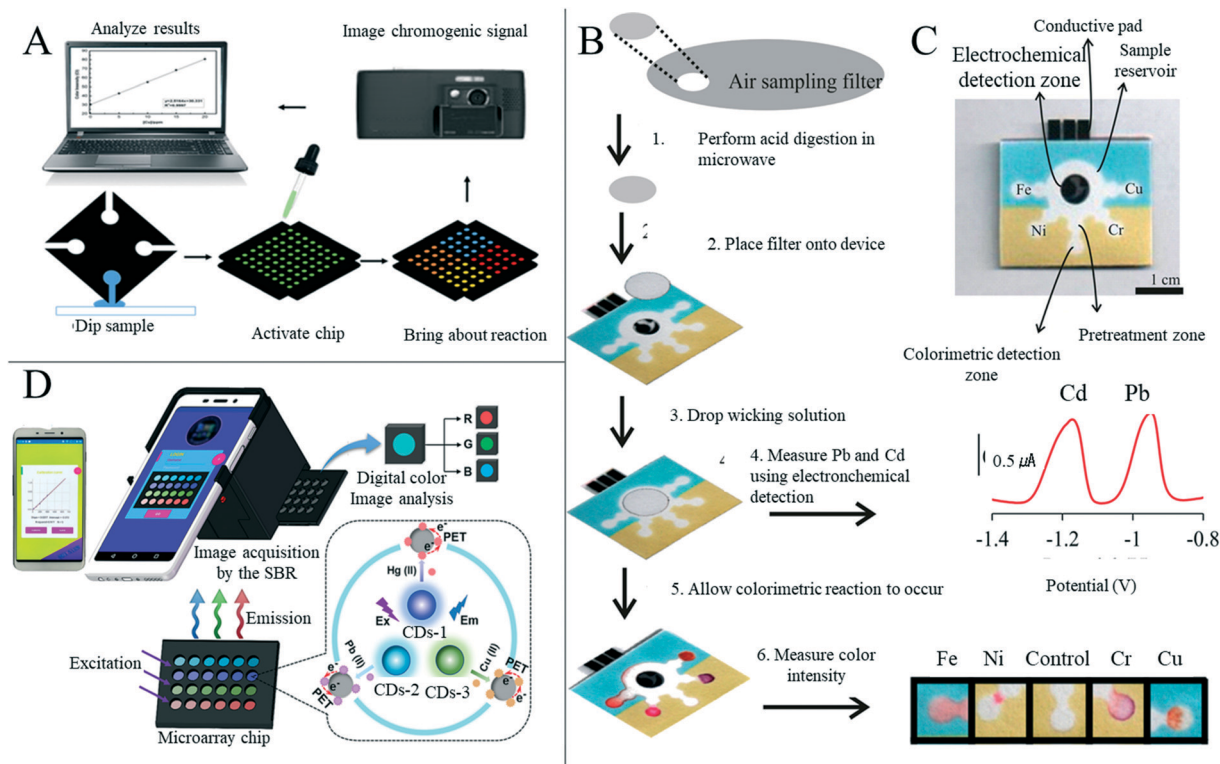 A
Analyze results
Image chromogenic signal
Dip sample
Activate chip
Bring about reaction
B
Air sampling filter
1. Perform acid digestion in
microwave
2
2. Place filter onto device
3. Drop wicking solution
4
4. Measure Pb and Cd
using electronchemical
detection
5. Allow colorimetric reaction to occur
6. Measure color
intensity
C
Conductive pad
Electrochemical
detection zone
Sample
reservoir
Fe
Cu
Ni
Cr
1 cm
Pretreatment zone
Colorimetric detection
zone
Cd
Pb
0.5 μA
-1.4
-1.2
-1
-0.8
Potential (V)
Fe
Ni
Control
Cr
Cu
D
R
G
B
Digital color
Image analysis
Image acquisition
by the SBR
Emission
Excitation
Microarray chip
e⁻
e⁻
PET
Hg (II)
Ex
Em
CDs-1
Pb (II)
Cu (II)
CDs-2
CDs-3
e⁻
e⁻
PET
PET
e⁻
e⁻